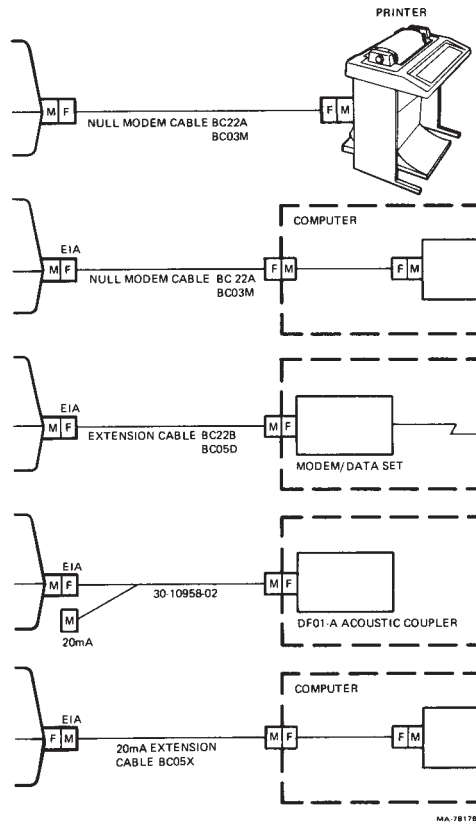 PRINTER
M F
F M
NULL MODEM CABLE BC22A
BC03M
COMPUTER
EIA
M F
F M
F M
NULL MODEM CABLE BC 22A
BC03M
EIA
M F
M F
EXTENSION CABLE BC22B
BC05D
MODEM/DATA SET
EIA
M F
M F
30-10958-02
M
20mA
DF01-A ACOUSTIC COUPLER
COMPUTER
EIA
F M
M F
F M
20mA EXTENSION
CABLE BC05X
MA-7817B